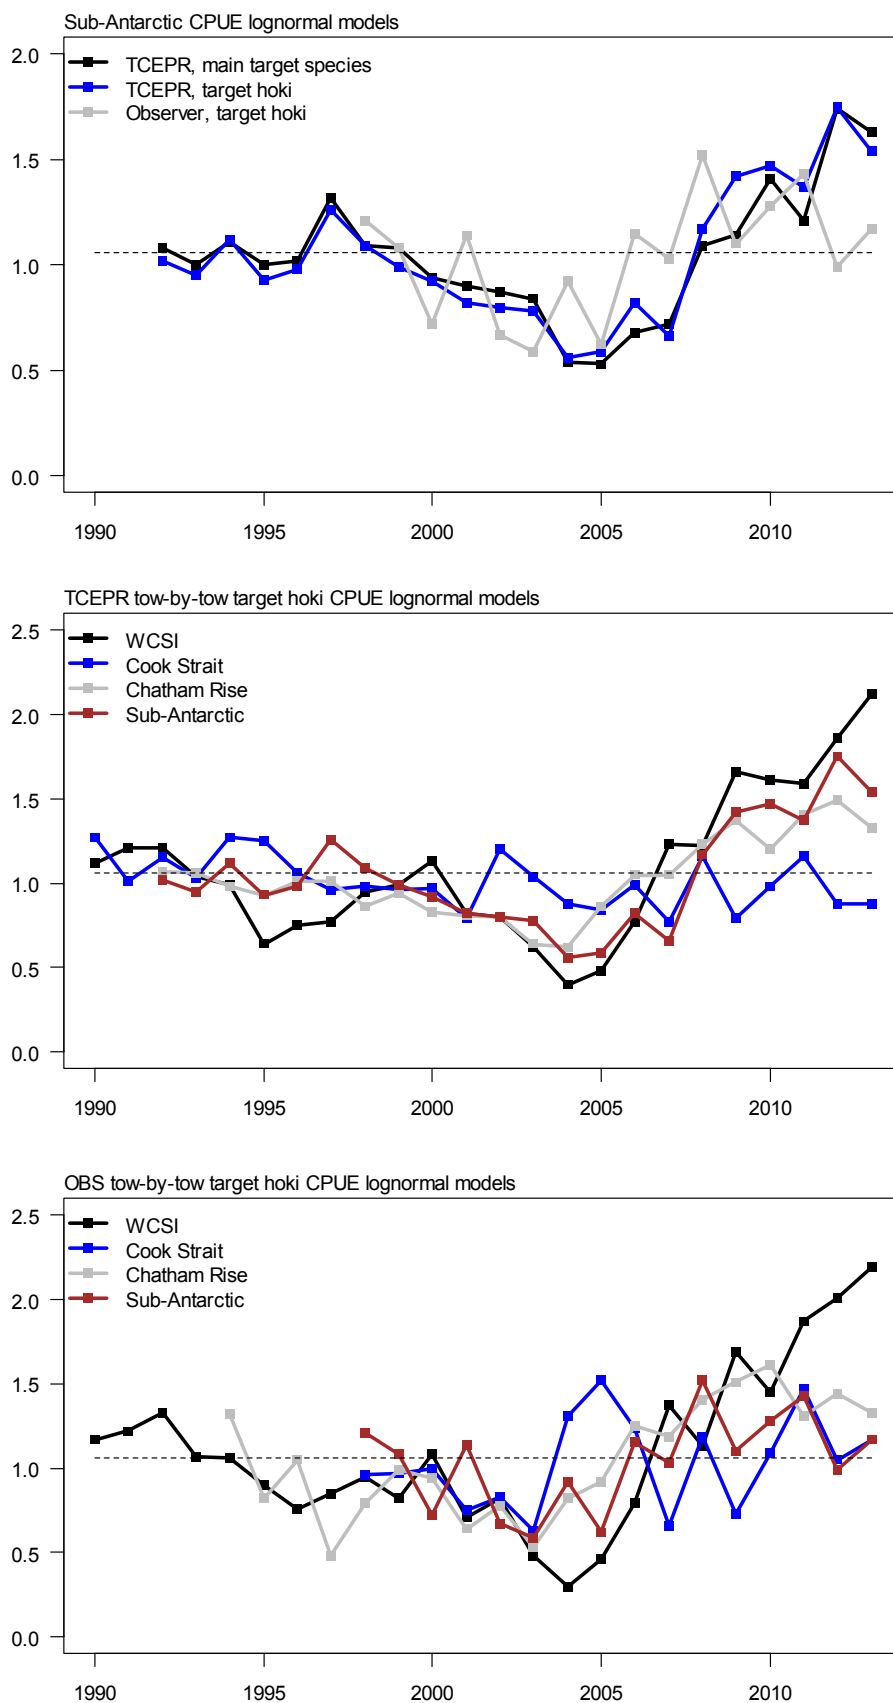 Sub-Antarctic CPUE lognormal models
2.0
TCEPR, main target species
TCEPR, target hoki
Observer, target hoki
1.5
1.0
0.5
0.0
1990 1995 2000 2005 2010
TCEPR tow-by-tow target hoki CPUE lognormal models
2.5
WCSI
Cook Strait
Chatham Rise
Sub-Antarctic
2.0
1.5
1.0
0.5
0.0
1990 1995 2000 2005 2010
OBS tow-by-tow target hoki CPUE lognormal models
2.5
WCSI
Cook Strait
Chatham Rise
Sub-Antarctic
2.0
1.5
1.0
0.5
0.0
1990 1995 2000 2005 2010